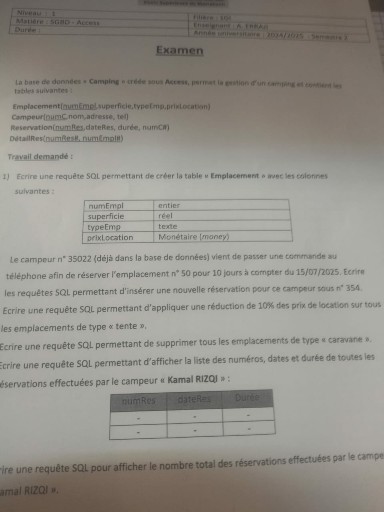 Niveau : 1
Matière : SGBD - Access
Durée :
Filière : DD
Enseignant : A. ERRAJI
Année universitaire : 2024/2025 - Semestre 2
Examen
La base de données « Camping » créée sous Access, permet la gestion d'un camping et contient les
tables suivantes :
Emplacement(numEmpl,superficie,typeEmp,prixLocation)
Campeur(numC,nom,adresse, tel)
Reservation(numRes,dateRes, durée, numC#)
DétailRes(numRes#, numEmpl#)
Travail demandé :
1) Ecrire une requête SQL permettant de créer la table « Emplacement » avec les colonnes
suivantes :
numEmpl entier
superficie réel
typeEmp texte
prixLocation Monétaire (money)
Le campeur n° 35022 (déjà dans la base de données) vient de passer une commande au
téléphone afin de réserver l'emplacement n° 50 pour 10 jours à compter du 15/07/2025. Ecrire
les requêtes SQL permettant d'insérer une nouvelle réservation pour ce campeur sous n° 354.
Ecrire une requête SQL permettant d'appliquer une réduction de 10% des prix de location sur tous
les emplacements de type « tente ».
Ecrire une requête SQL permettant de supprimer tous les emplacements de type « caravane ».
Ecrire une requête SQL permettant d'afficher la liste des numéros, dates et durée de toutes les
éservations effectuées par le campeur « Kamal RIZQI » :
numRes dateRes Durée
- - -
- - -
rire une requête SQL pour afficher le nombre total des réservations effectuées par le campe
amal RIZQI ».